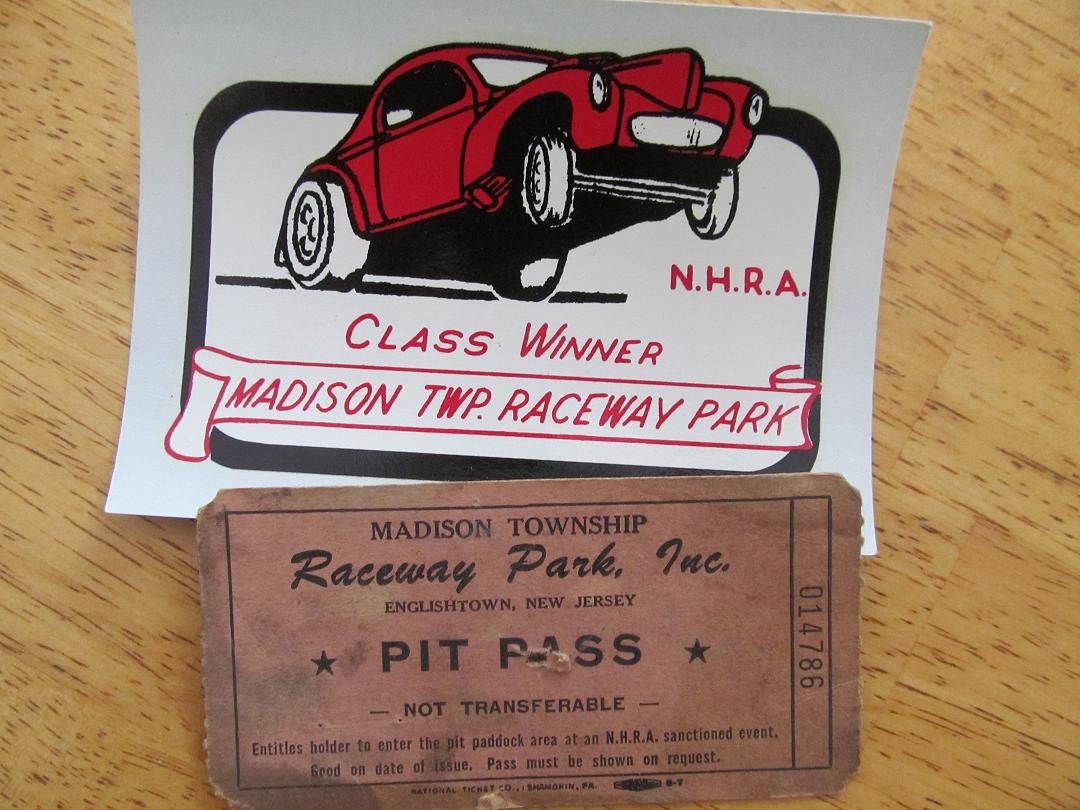 N.H.R.A.
CLASS WINNER
MADISON TWP. RACEWAY PARK
MADISON TOWNSHIP
Raceway Park, Inc.
ENGLISHTOWN, NEW JERSEY
★ PIT PASS ★
— NOT TRANSFERABLE —
Entitles holder to enter the pit paddock area at an N.H.R.A. sanctioned event.
Good on date of issue. Pass must be shown on request.
NATIONAL TICKET CO., SHAMOKIN, PA.
014786